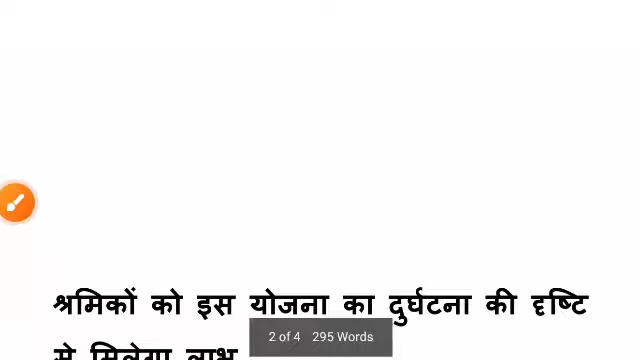 श्रमिकों को इस योजना का दुर्घटना की दृष्टि
से मिलेगा लाभ
2 of 4 295 Words